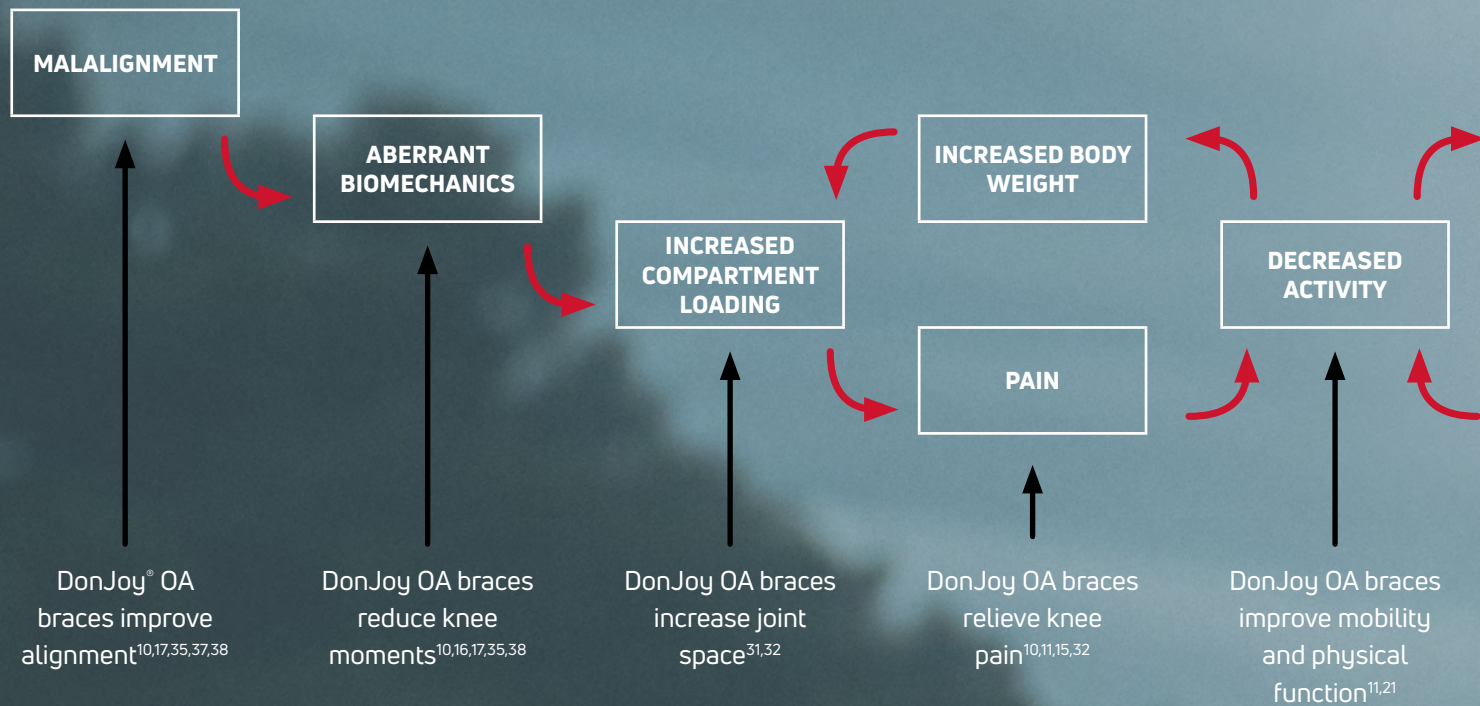 MALALIGNMENT
ABERRANT
BIOMECHANICS
INCREASED
COMPARTMENT
LOADING
INCREASED BODY
WEIGHT
PAIN
DECREASED
ACTIVITY
DonJoy® OA
braces improve
alignment10,17,35,37,38
DonJoy OA braces
reduce knee
moments10,16,17,35,38
DonJoy OA braces
increase joint
space31,32
DonJoy OA braces
relieve knee
pain10,11,15,32
DonJoy OA braces
improve mobility
and physical
function11,21